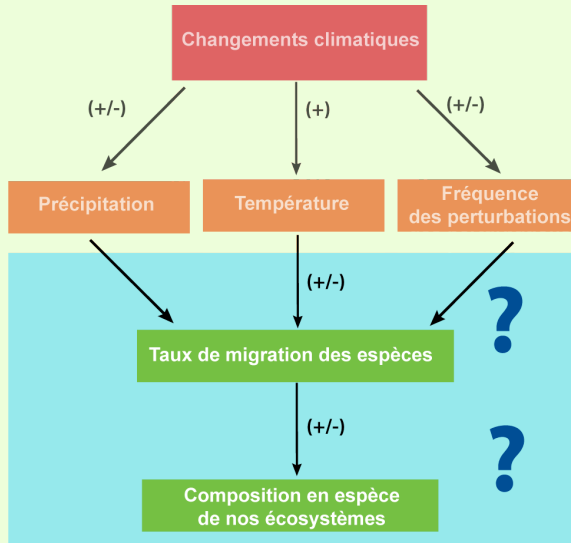 Changements climatiques
(+/-)
(+)
(+/-)
Précipitation
Température
Fréquence
des perturbations
(+/-)
?
Taux de migration des espèces
(+/-)
?
Composition en espèce
de nos écosystèmes